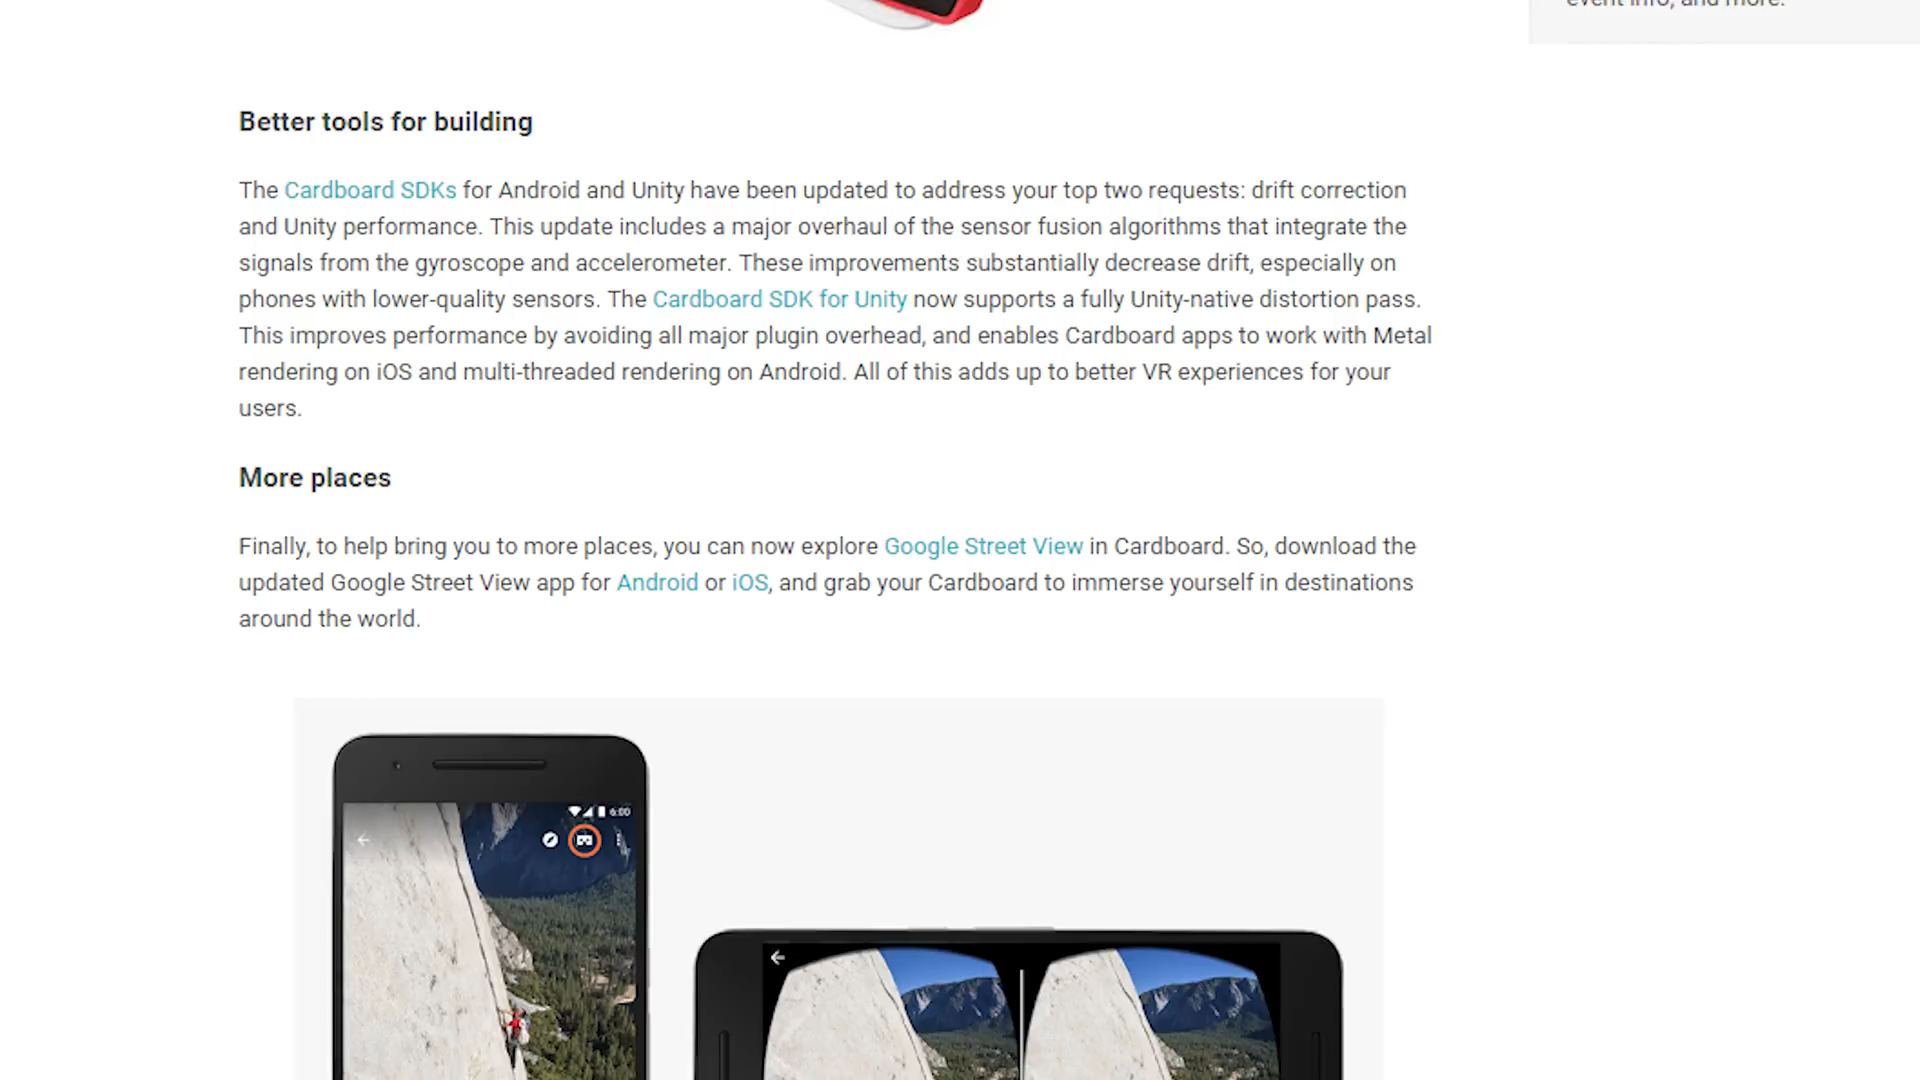 event info, and more.
Better tools for building
The Cardboard SDKs for Android and Unity have been updated to address your top two requests: drift correction
and Unity performance. This update includes a major overhaul of the sensor fusion algorithms that integrate the
signals from the gyroscope and accelerometer. These improvements substantially decrease drift, especially on
phones with lower-quality sensors. The Cardboard SDK for Unity now supports a fully Unity-native distortion pass.
This improves performance by avoiding all major plugin overhead, and enables Cardboard apps to work with Metal
rendering on iOS and multi-threaded rendering on Android. All of this adds up to better VR experiences for your
users.
More places
Finally, to help bring you to more places, you can now explore Google Street View in Cardboard. So, download the
updated Google Street View app for Android or iOS, and grab your Cardboard to immerse yourself in destinations
around the world.
6:00